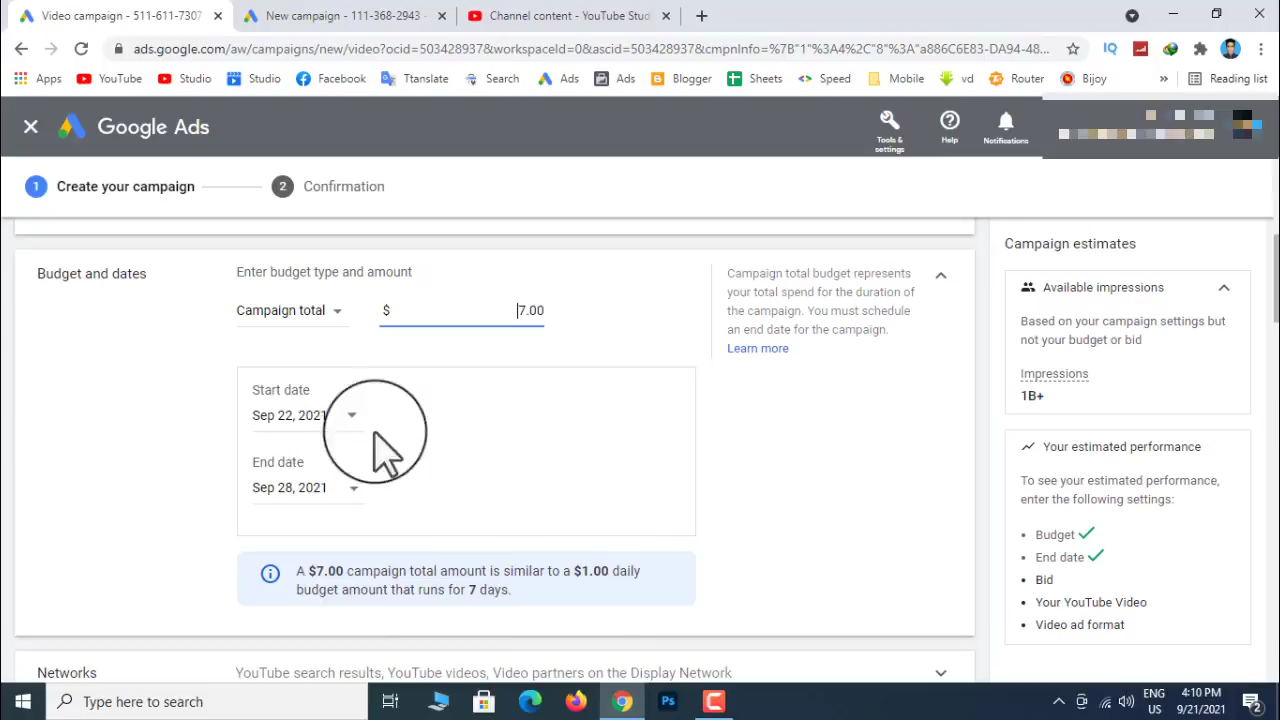 Video campaign - 511-611-7307
New campaign - 111-368-2943 -
Channel content - YouTube Stud
ads.google.com/aw/campaigns/new/video?ocid=503428937&workspaceId=0&ascid=503428937&cmpnInfo=%7B"1"%3A4%2C"8"%3A"a886C6E83-DA94-48...
Apps
YouTube
Studio
Studio
Facebook
Translate
Search
Ads
Ads
Blogger
Sheets
Speed
Mobile
vd
Router
Bijoy
»
Reading list
Google Ads
Tools &
settings
Help
Notifications
1 Create your campaign
2 Confirmation
Budget and dates
Enter budget type and amount
Campaign total
$ 7.00
Campaign total budget represents
your total spend for the duration of
the campaign. You must schedule
an end date for the campaign.
Learn more
Start date
Sep 22, 2021
End date
Sep 28, 2021
A $7.00 campaign total amount is similar to a $1.00 daily
budget amount that runs for 7 days.
Networks
YouTube search results, YouTube videos, Video partners on the Display Network
Campaign estimates
Available impressions
Based on your campaign settings but
not your budget or bid
Impressions
1B+
Your estimated performance
To see your estimated performance,
enter the following settings:
• Budget
• End date
• Bid
• Your YouTube Video
• Video ad format
Type here to search
Ps
ENG
US
4:10 PM
9/21/2021
2